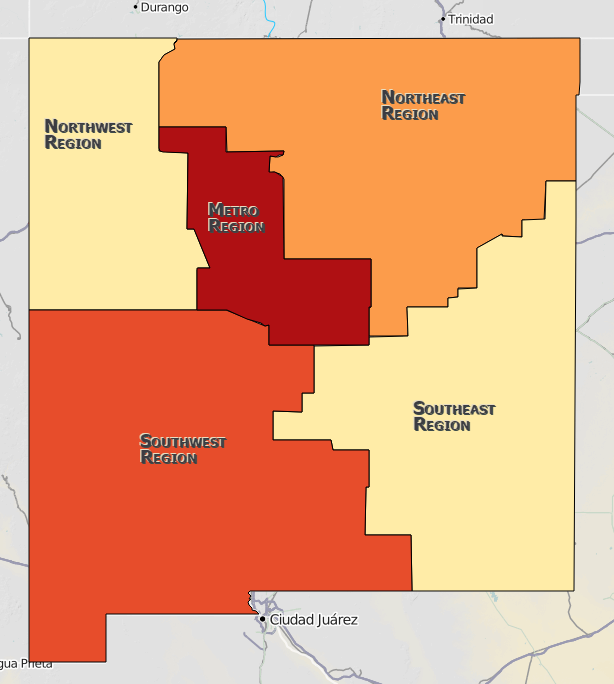 Durango
Trinidad
Northeast
Region
Northwest
Region
Metro
Region
Southeast
Region
Southwest
Region
Ciudad Juárez
gua Prieta